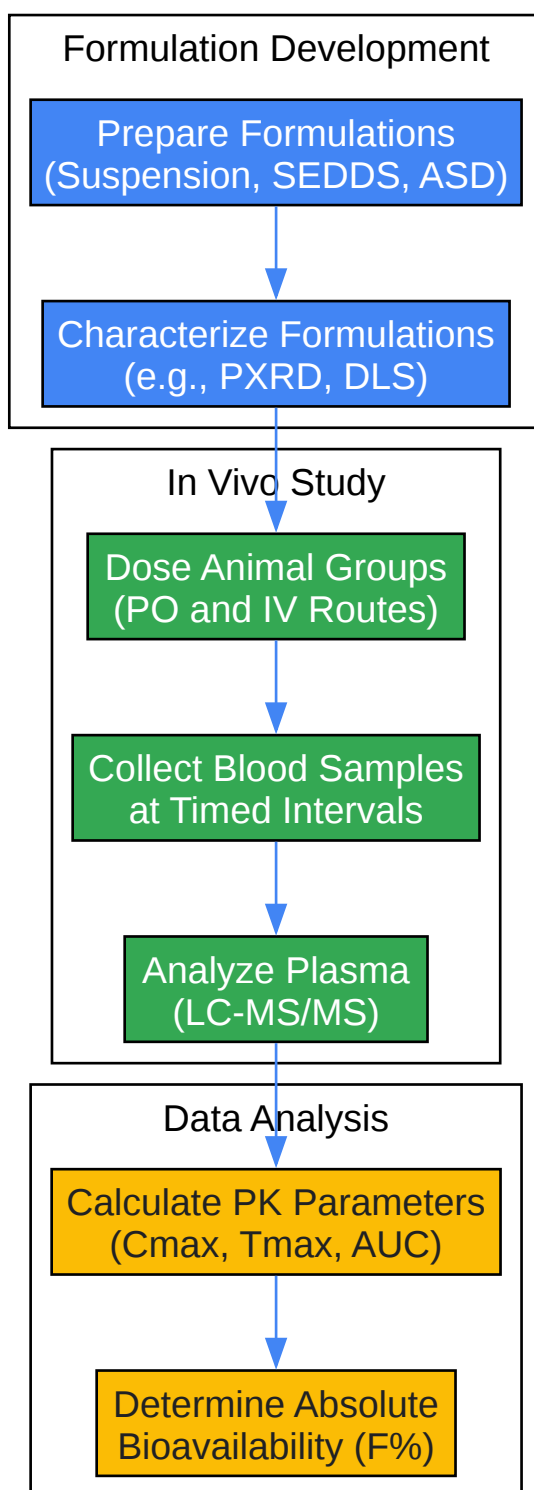 Formulation Development
Prepare Formulations
(Suspension, SEDDS, ASD)
Characterize Formulations
(e.g., PXRD, DLS)
In Vivo Study
Dose Animal Groups
(PO and IV Routes)
Collect Blood Samples
at Timed Intervals
Analyze Plasma
(LC-MS/MS)
Data Analysis
Calculate PK Parameters
(Cmax, Tmax, AUC)
Determine Absolute
Bioavailability (F%)